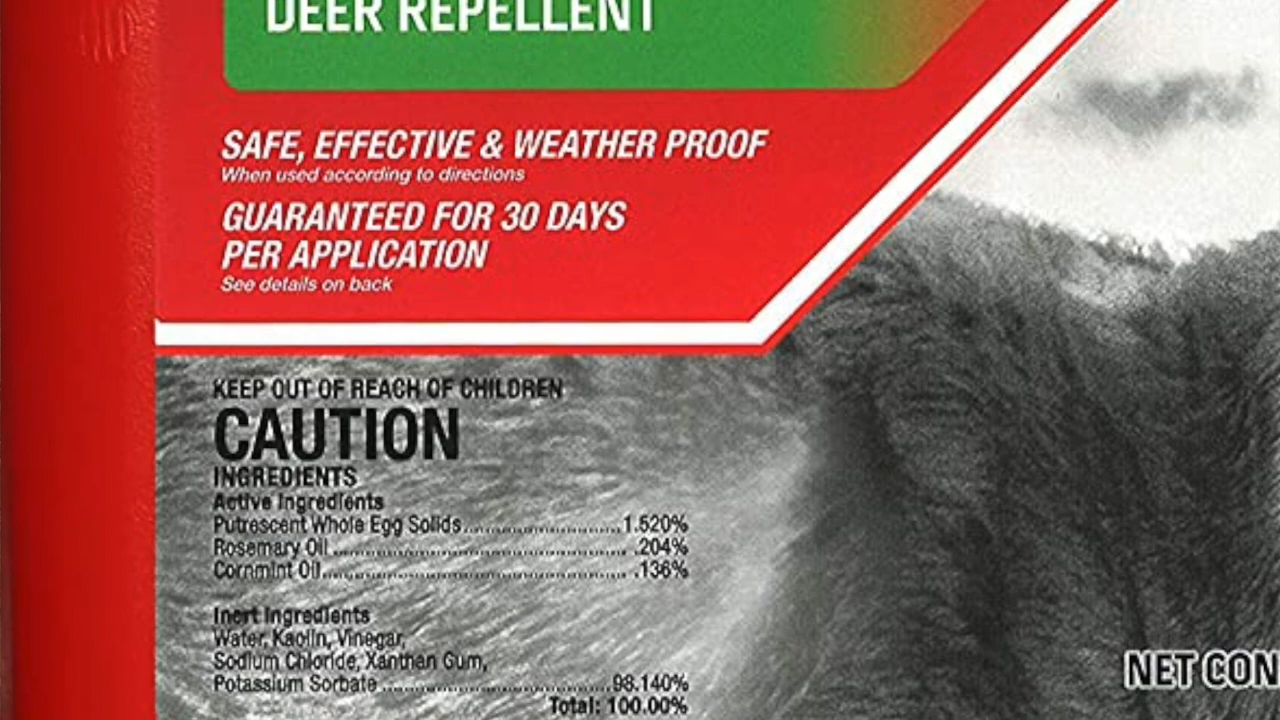 DEER REPELLENT
SAFE, EFFECTIVE & WEATHER PROOF
When used according to directions
GUARANTEED FOR 30 DAYS
PER APPLICATION
See details on back
KEEP OUT OF REACH OF CHILDREN
CAUTION
INGREDIENTS
Active Ingredients
Putrescent Whole Egg Solids..............................1.520%
Rosemary Oil......................................................... .204%
Cornmint Oil........................................................... .136%
Inert Ingredients
Water, Kaolin, Vinegar,
Sodium Chloride, Xanthan Gum,
Potassium Sorbate ............................................98.140%
Total: 100.00%
NET CON